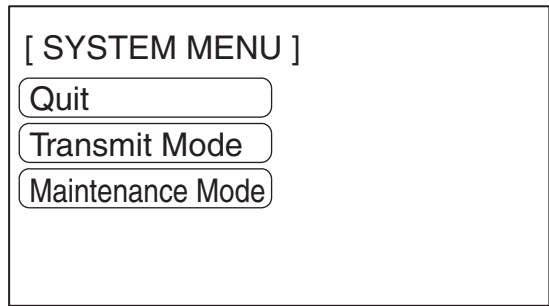 [ SYSTEM MENU ]
Quit
Transmit Mode
Maintenance Mode